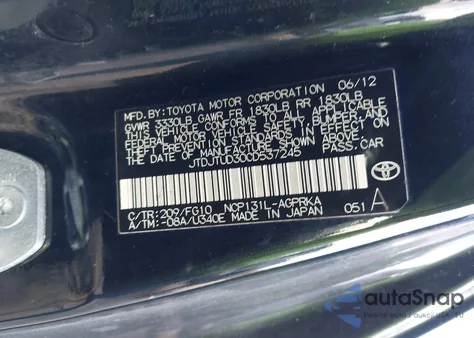 MFD.BY:TOYOTA MOTOR CORPORATION 06/12
GVWR 3330LB GAWR FR 1830LB RR 1830LB
THIS VEHICLE CONFORMS TO ALL APPLICABLE
FEDERAL MOTOR VEHICLE SAFETY, BUMPER, AND
THEFT PREVENTION STANDARDS IN EFFECT ON
THE DATE OF MANUFACTURE SHOWN ABOVE.
JTDJTUD30CD537245 PASS.CAR
C/TR:209/FG10 NCP131L-AGPRKA
A/TM:-08A/U340E MADE IN JAPAN 051 A
autoSnap